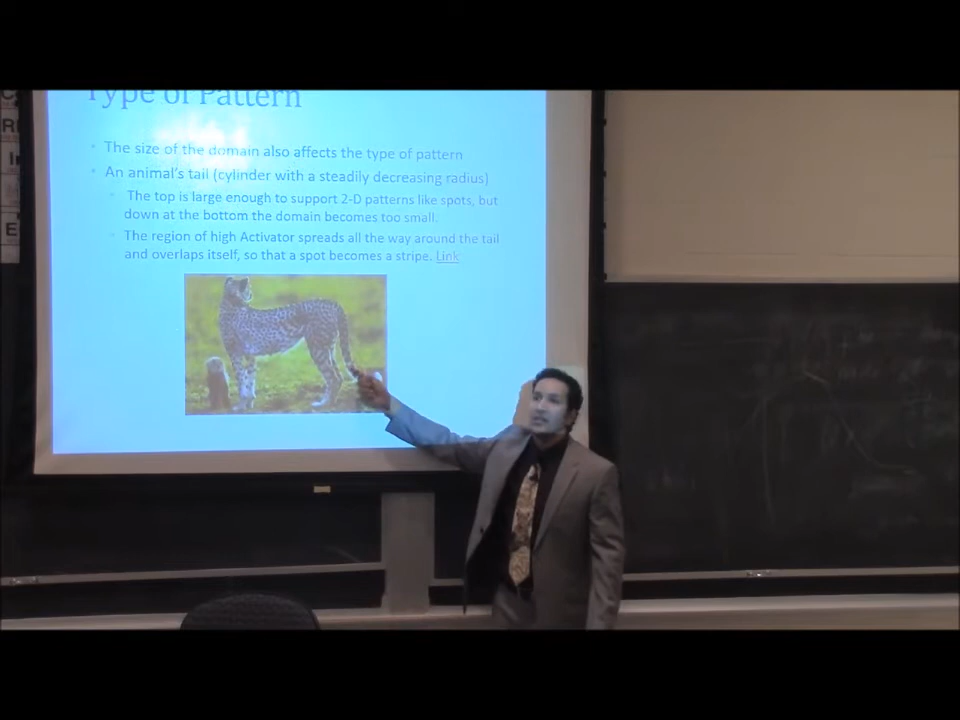 Type of Pattern
• The size of the domain also affects the type of pattern
• An animal's tail (cylinder with a steadily decreasing radius)
• The top is large enough to support 2-D patterns like spots, but
down at the bottom the domain becomes too small.
• The region of high Activator spreads all the way around the tail
and overlaps itself, so that a spot becomes a stripe. Link